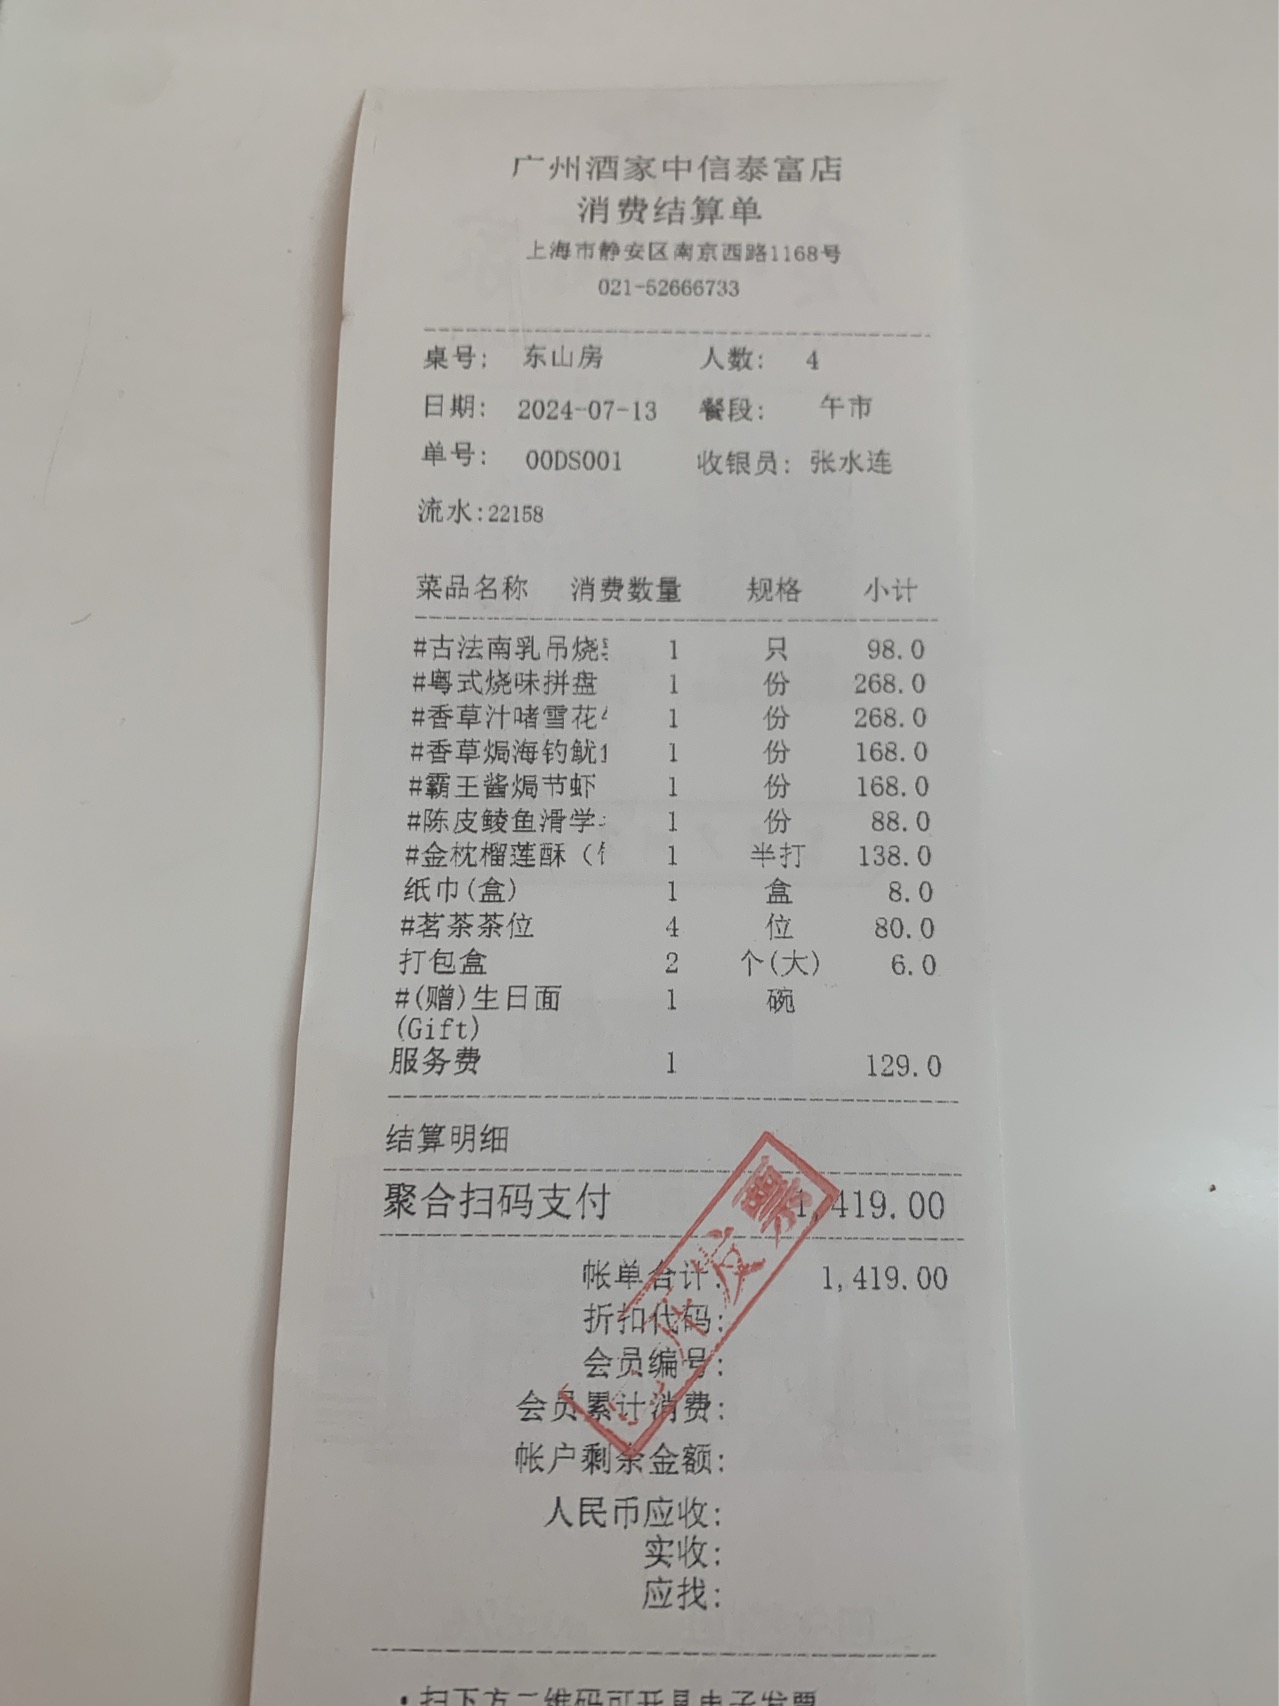 广州酒家中信泰富店
消费结算单
上海市静安区南京西路1168号
021-52666733
桌号: 东山房 人数: 4
日期: 2024-07-13 餐段: 午市
单号: 00DS001 收银员: 张水连
流水:22158
菜品名称 消费数量 规格 小计
#古法南乳吊烧 1 只 98.0
#粤式烧味拼盘 1 份 268.0
#香草汁啫雪花 1 份 268.0
#香草焗海钓鱿 1 份 168.0
#霸王酱焗节虾 1 份 168.0
#陈皮鲮鱼滑学 1 份 88.0
#金枕榴莲酥( 1 半打 138.0
纸巾(盒) 1 盒 8.0
#茗茶茶位 4 位 80.0
打包盒 2 个(大) 6.0
#(赠)生日面 1 碗
(Gift)
服务费 1 129.0
结算明细
聚合扫码支付 1,419.00
帐单合计: 1,419.00
折扣代码:
会员编号:
会员累计消费:
帐户剩余金额:
人民币应收:
实收:
应找:
已开发票
·扫下方二维码可开具电子发票